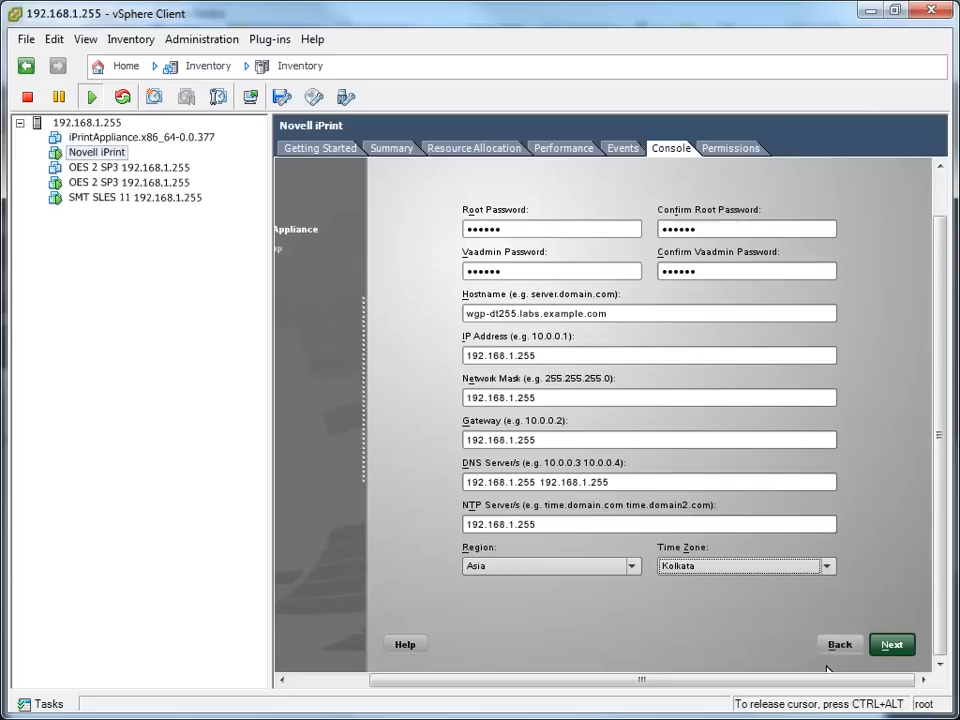 192.168.1.255 - vSphere Client
File Edit View Inventory Administration Plug-ins Help
Home Inventory Inventory
192.168.1.255
iPrintAppliance.x86_64-0.0.377
Novell iPrint
OES 2 SP3 192.168.1.255
OES 2 SP3 192.168.1.255
SMT SLES 11 192.168.1.255
Novell iPrint
Getting Started Summary Resource Allocation Performance Events Console Permissions
Appliance
Root Password: Confirm Root Password:
•••••• ••••••
Vaadmin Password: Confirm Vaadmin Password:
•••••• ••••••
Hostname (e.g. server.domain.com):
wgp-dt255.labs.example.com
IP Address (e.g. 10.0.0.1):
192.168.1.255
Network Mask (e.g. 255.255.255.0):
192.168.1.255
Gateway (e.g. 10.0.0.2):
192.168.1.255
DNS Server/s (e.g. 10.0.0.3 10.0.0.4):
192.168.1.255 192.168.1.255
NTP Server/s (e.g. time.domain.com time.domain2.com):
192.168.1.255
Region: Time Zone:
Asia Kolkata
Help Back Next
Tasks To release cursor, press CTRL+ALT root